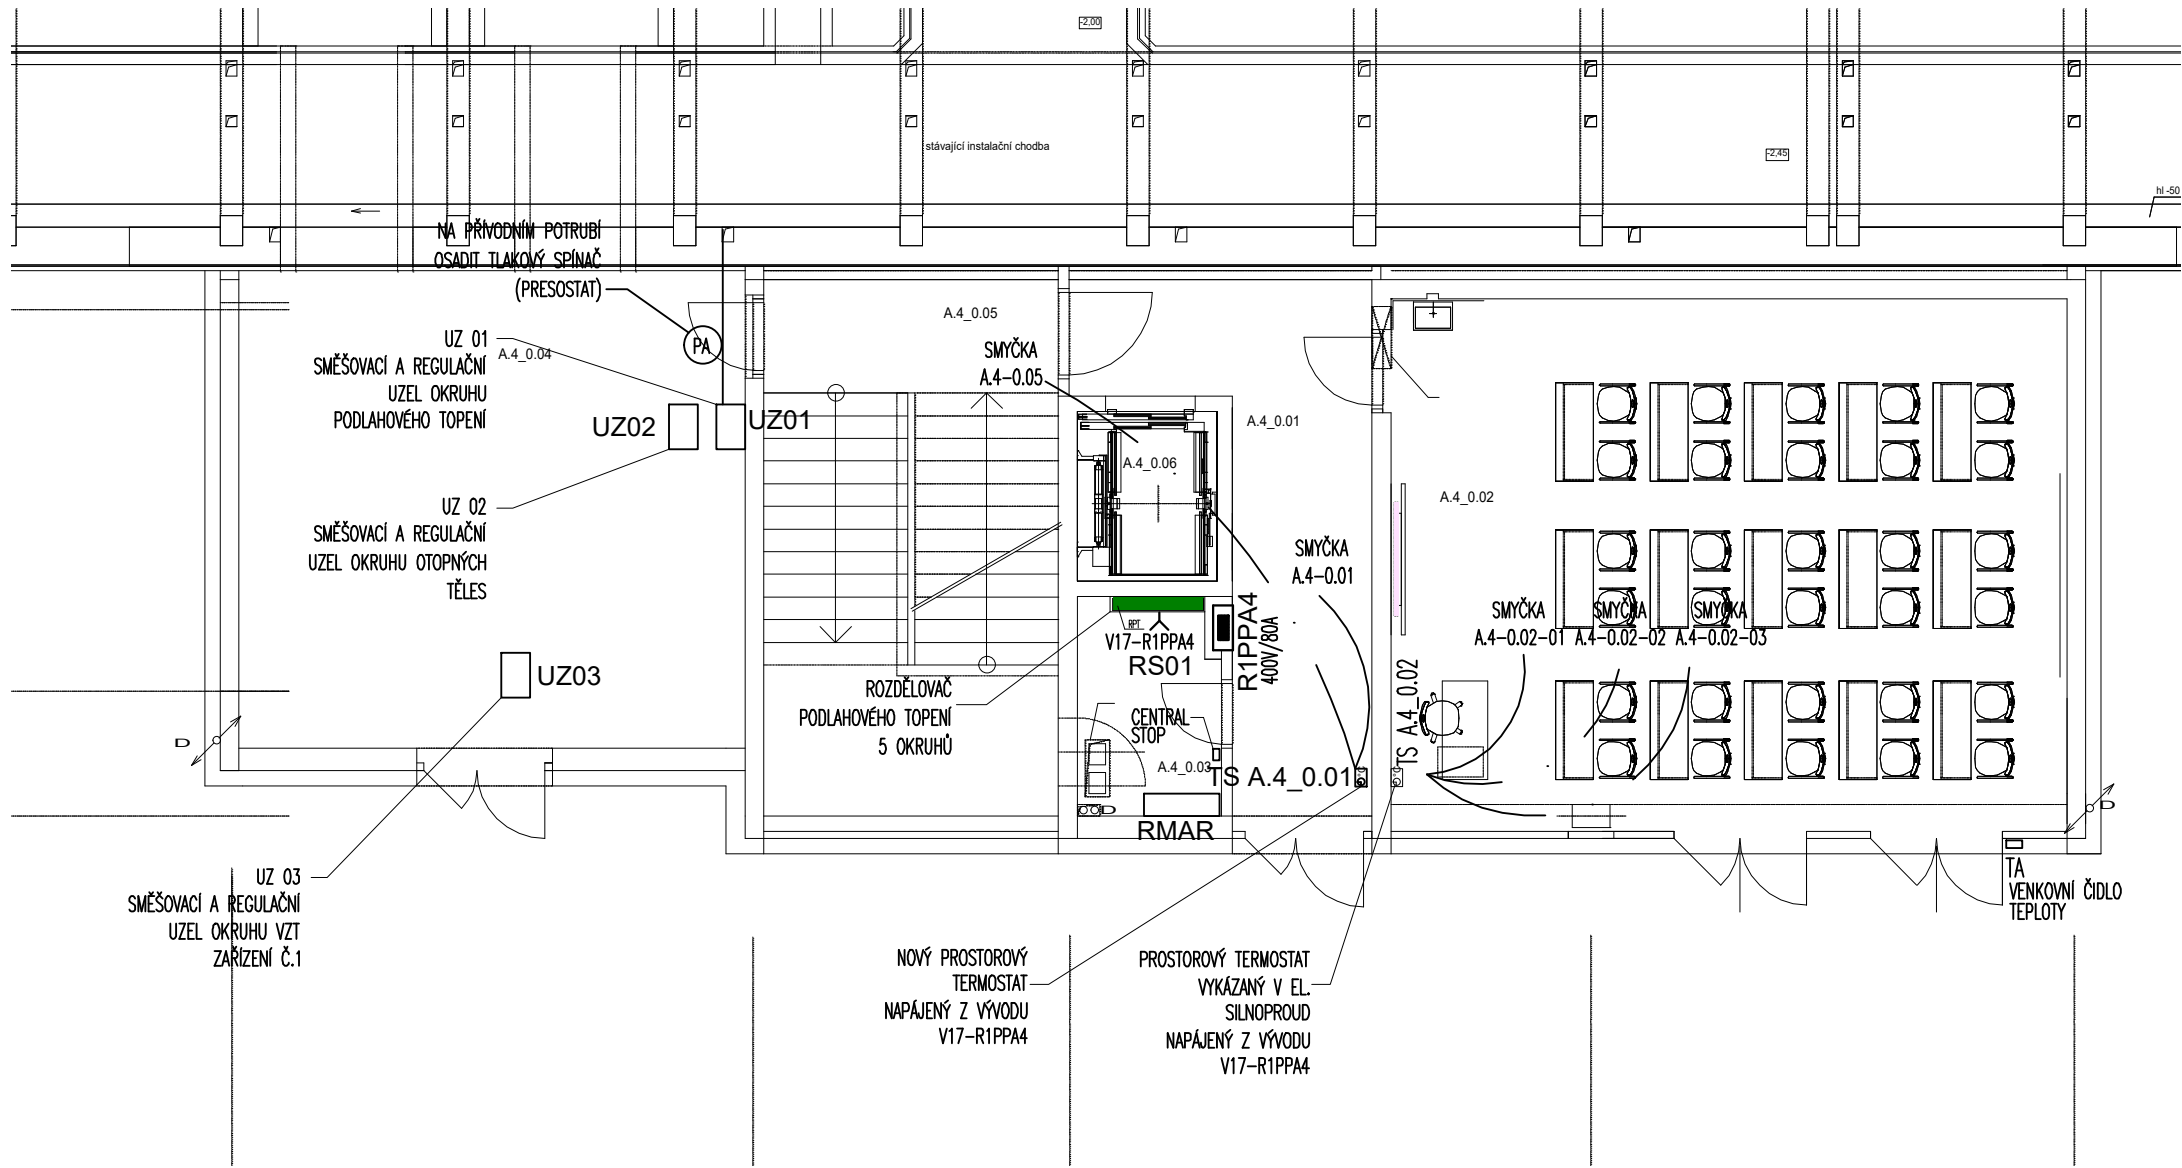 -2,00
stávající instalační chodba
-2,45
hl -50
NA PŘÍVODNÍM POTRUBÍ
OSADIT TLAKOVÝ SPÍNAČ
(PRESOSTAT)
PA
A.4_0.05
UZ 01
SMĚŠOVACÍ A REGULAČNÍ
UZEL OKRUHU
PODLAHOVÉHO TOPENÍ
A.4_0.04
SMYČKA
A.4-0.05
UZ02
UZ01
A.4_0.01
A.4_0.06
A.4_0.02
UZ 02
SMĚŠOVACÍ A REGULAČNÍ
UZEL OKRUHU OTOPNÝCH
TĚLES
SMYČKA
A.4-0.01
SMYČKA
A.4-0.02-01
SMYČKA
A.4-0.02-02
SMYČKA
A.4-0.02-03
RPT
V17-R1PPA4
RS01
R1PPA4
400V/80A
UZ03
ROZDĚLOVAČ
PODLAHOVÉHO TOPENÍ
5 OKRUHŮ
CENTRAL
STOP
TS A.4_0.02
D
A.4_0.03
TS A.4_0.01
D
RMAR
D
UZ 03
SMĚŠOVACÍ A REGULAČNÍ
UZEL OKRUHU VZT
ZAŘÍZENÍ Č.1
TA
VENKOVNÍ ČIDLO
TEPLOTY
NOVÝ PROSTOROVÝ
TERMOSTAT
NAPÁJENÝ Z VÝVODU
V17-R1PPA4
PROSTOROVÝ TERMOSTAT
VYKÁZANÝ V EL.
SILNOPROUD
NAPÁJENÝ Z VÝVODU
V17-R1PPA4